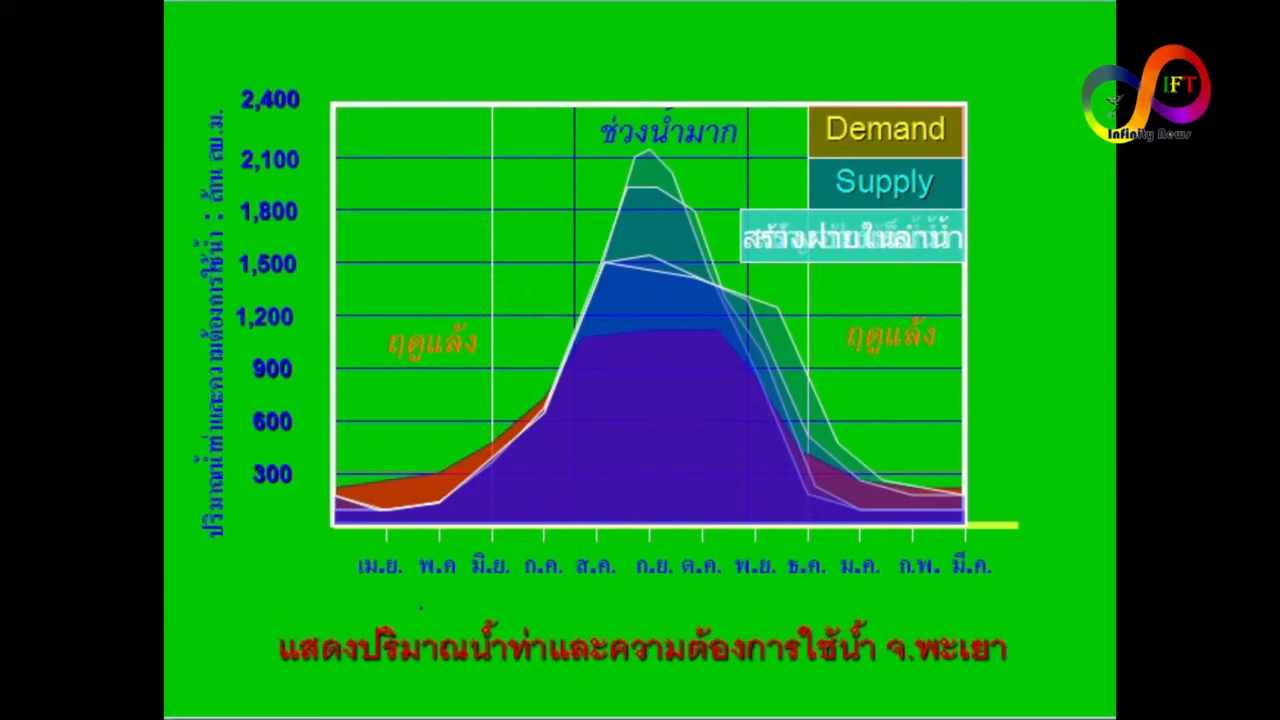 IFT
Infinity News
ปริมาณน้ำท่าและความต้องการใช้น้ำ : ล้าน ลบ.ม.
2,400
2,100
1,800
1,500
1,200
900
600
300
ช่วงน้ำมาก
Demand
Supply
สร้างฝายในลำน้ำ
ฤดูแล้ง
ฤดูแล้ง
เม.ย. พ.ค มิ.ย. ก.ค. ส.ค. ก.ย. ต.ค. พ.ย. ธ.ค. ม.ค. ก.พ. มี.ค.
แสดงปริมาณน้ำท่าและความต้องการใช้น้ำ จ.พะเยา